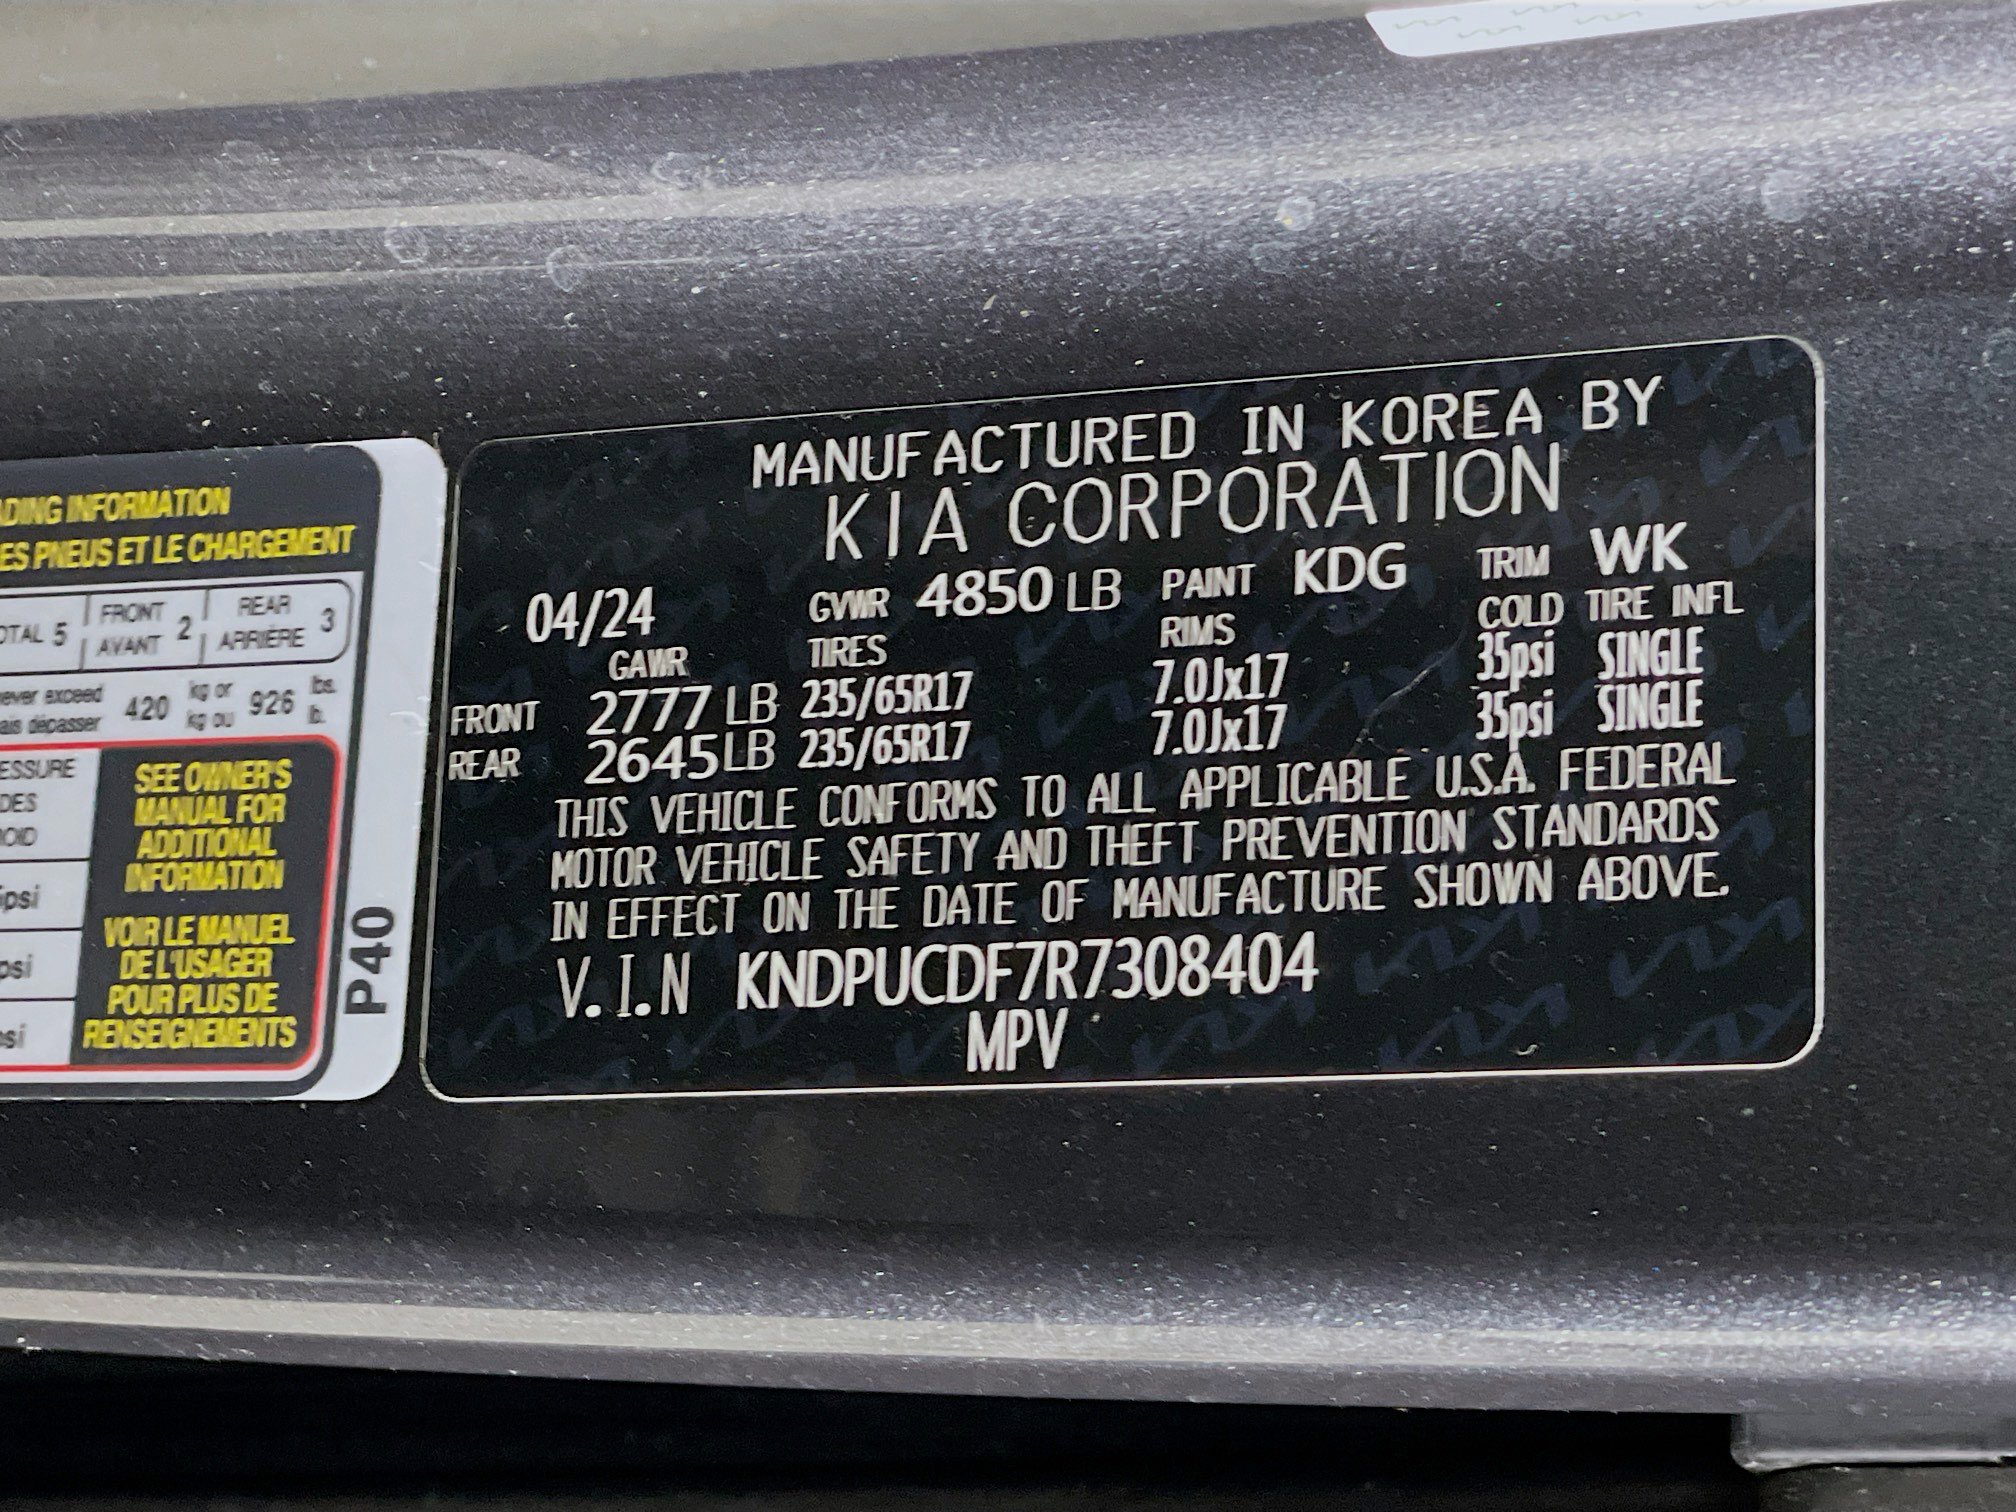 ADING INFORMATION
ES PNEUS ET LE CHARGEMENT
OTAL 5 FRONT AVANT 2 REAR ARRIÈRE 3
never exceed
ais dépasser 420 kg or kg ou 926 lbs. lb.
ESSURE
DES
ROID
psi
psi
psi
SEE OWNER'S
MANUAL FOR
ADDITIONAL
INFORMATION
VOIR LE MANUEL
DE L'USAGER
POUR PLUS DE
RENSEIGNEMENTS
P40
MANUFACTURED IN KOREA BY
KIA CORPORATION
04/24 GVWR 4850 LB PAINT KDG TRIM WK
GAWR TIRES RIMS COLD TIRE INFL
FRONT 2777 LB 235/65R17 7.0Jx17 35psi SINGLE
REAR 2645 LB 235/65R17 7.0Jx17 35psi SINGLE
THIS VEHICLE CONFORMS TO ALL APPLICABLE U.S.A. FEDERAL
MOTOR VEHICLE SAFETY AND THEFT PREVENTION STANDARDS
IN EFFECT ON THE DATE OF MANUFACTURE SHOWN ABOVE.
V.I.N KNDPUCDF7R7308404
MPV